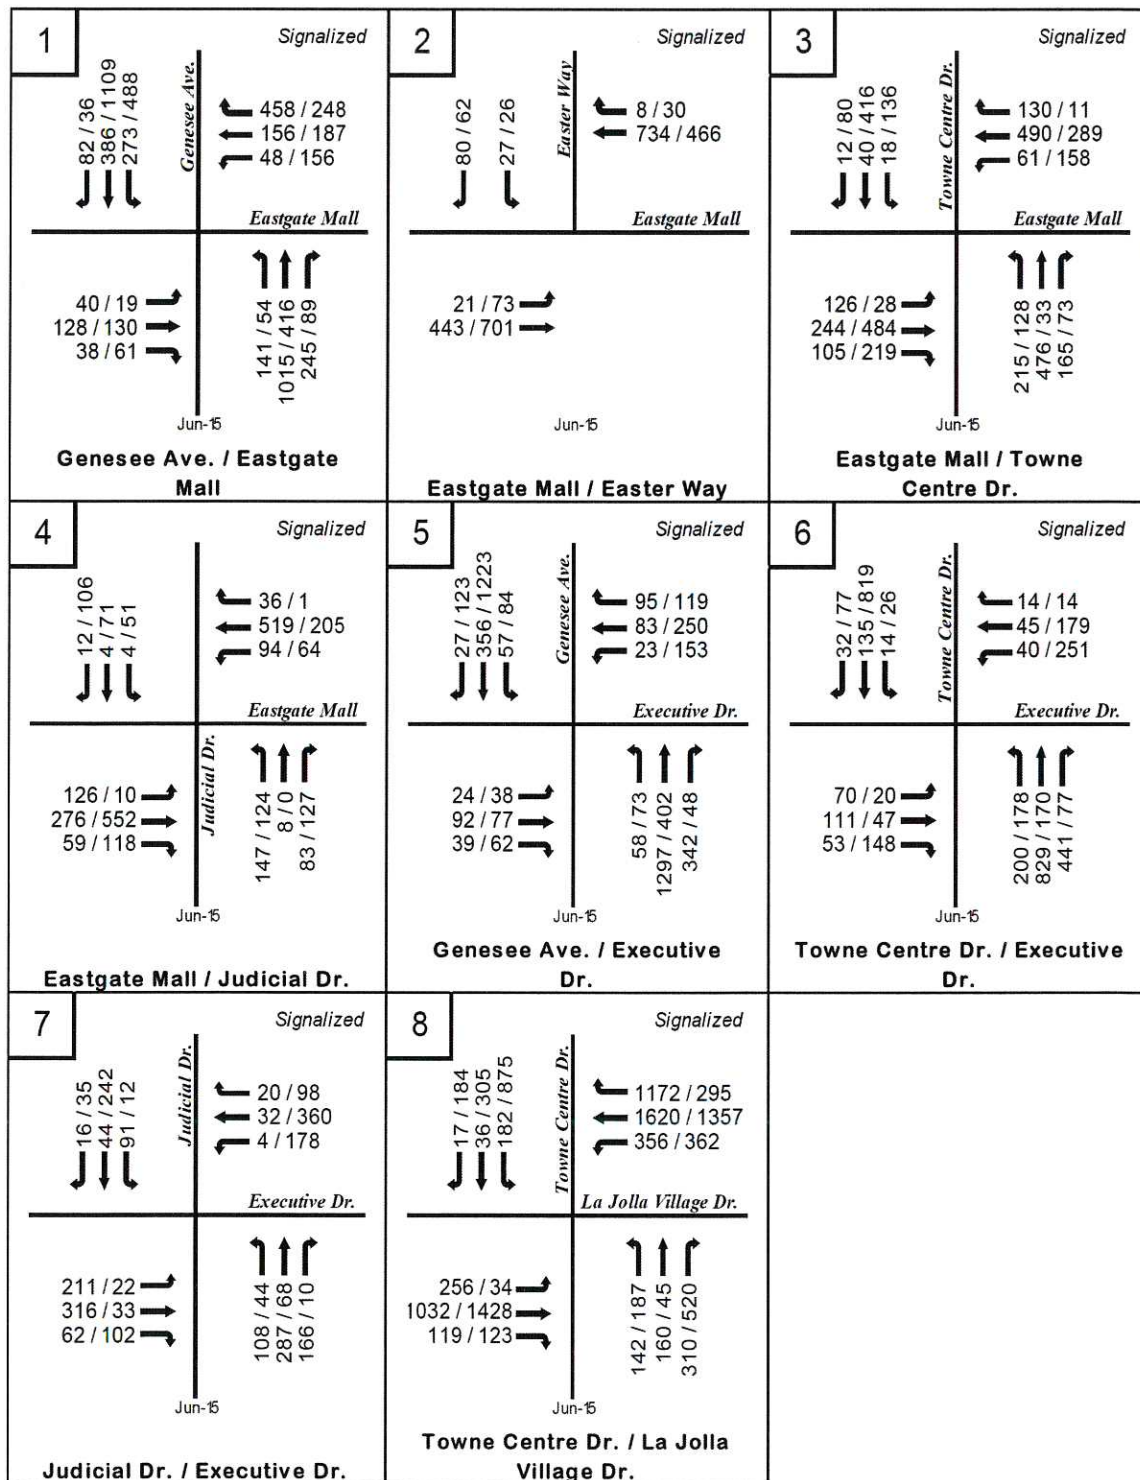 1
Signalized
82 / 36
386 / 1109
273 / 488
Genesee Ave.
458 / 248
156 / 187
48 / 156
Eastgate Mall
40 / 19
128 / 130
38 / 61
141 / 54
1015 / 416
245 / 89
Jun-15
Genesee Ave. / Eastgate
Mall
2
Signalized
80 / 62
27 / 26
Easter Way
8 / 30
734 / 466
Eastgate Mall
21 / 73
443 / 701
Jun-15
Eastgate Mall / Easter Way
3
Signalized
12 / 80
40 / 416
18 / 136
Towne Centre Dr.
130 / 11
490 / 289
61 / 158
Eastgate Mall
126 / 28
244 / 484
105 / 219
215 / 128
476 / 33
165 / 73
Jun-15
Eastgate Mall / Towne
Centre Dr.
4
Signalized
12 / 106
4 / 71
4 / 51
36 / 1
519 / 205
94 / 64
Eastgate Mall
Judicial Dr.
126 / 10
276 / 552
59 / 118
147 / 124
8 / 0
83 / 127
Jun-15
Eastgate Mall / Judicial Dr.
5
Signalized
27 / 123
356 / 1223
57 / 84
Genesee Ave.
95 / 119
83 / 250
23 / 153
Executive Dr.
24 / 38
92 / 77
39 / 62
58 / 73
1297 / 402
342 / 48
Jun-15
Genesee Ave. / Executive
Dr.
6
Signalized
32 / 77
135 / 819
14 / 26
Towne Centre Dr.
14 / 14
45 / 179
40 / 251
Executive Dr.
70 / 20
111 / 47
53 / 148
200 / 178
829 / 170
441 / 77
Jun-15
Towne Centre Dr. / Executive
Dr.
7
Signalized
16 / 35
44 / 242
91 / 12
Judicial Dr.
20 / 98
32 / 360
4 / 178
Executive Dr.
211 / 22
316 / 33
62 / 102
108 / 44
287 / 68
166 / 10
Jun-15
Judicial Dr. / Executive Dr.
8
Signalized
17 / 184
36 / 305
182 / 875
Towne Centre Dr.
1172 / 295
1620 / 1357
356 / 362
La Jolla Village Dr.
256 / 34
1032 / 1428
119 / 123
142 / 187
160 / 45
310 / 520
Jun-15
Towne Centre Dr. / La Jolla
Village Dr.